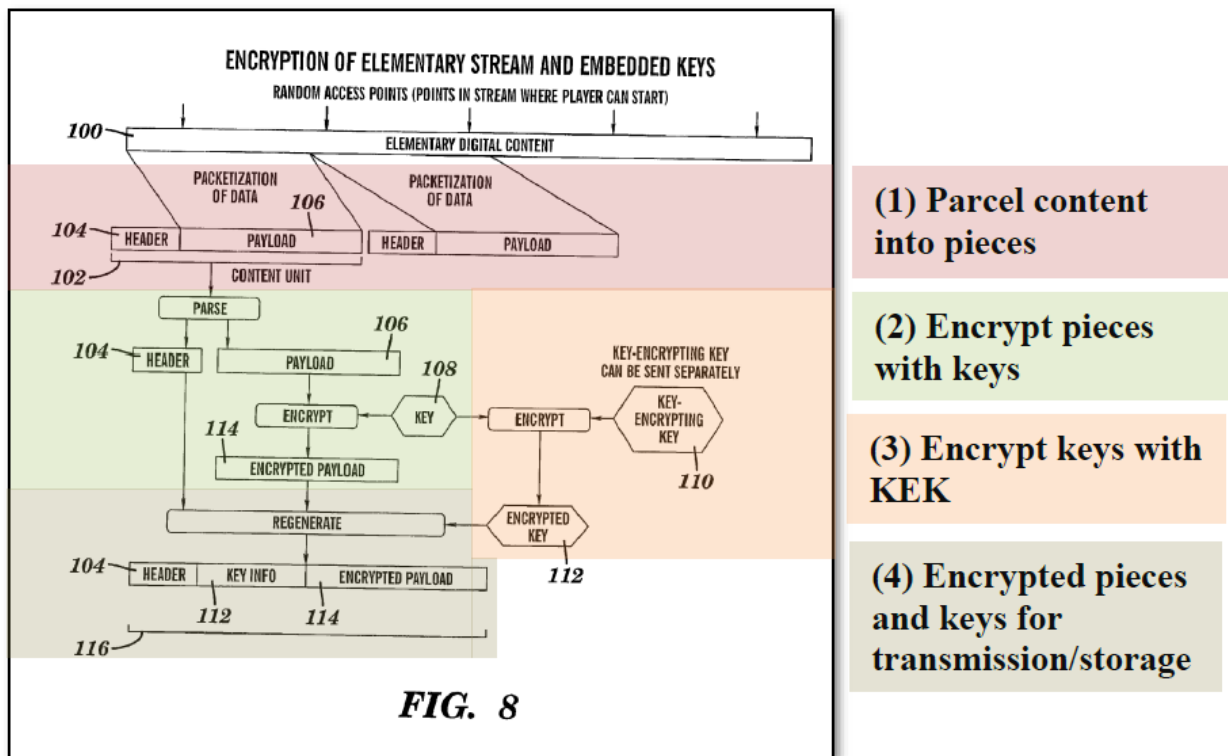 ENCRYPTION OF ELEMENTARY STREAM AND EMBEDDED KEYS
RANDOM ACCESS POINTS (POINTS IN STREAM WHERE PLAYER CAN START)
100
ELEMENTARY DIGITAL CONTENT
PACKETIZATION
OF DATA
106
PACKETIZATION
OF DATA
104
HEADER
PAYLOAD
HEADER
PAYLOAD
102
CONTENT UNIT
PARSE
104
HEADER
PAYLOAD
106
108
KEY-ENCRYPTING KEY
CAN BE SENT SEPARATELY
ENCRYPT
KEY
ENCRYPT
KEY-
ENCRYPTING
KEY
110
114
ENCRYPTED PAYLOAD
REGENERATE
ENCRYPTED
KEY
112
104
HEADER
KEY INFO
ENCRYPTED PAYLOAD
112
114
116
FIG. 8
(1) Parcel content
into pieces
(2) Encrypt pieces
with keys
(3) Encrypt keys with
KEK
(4) Encrypted pieces
and keys for
transmission/storage